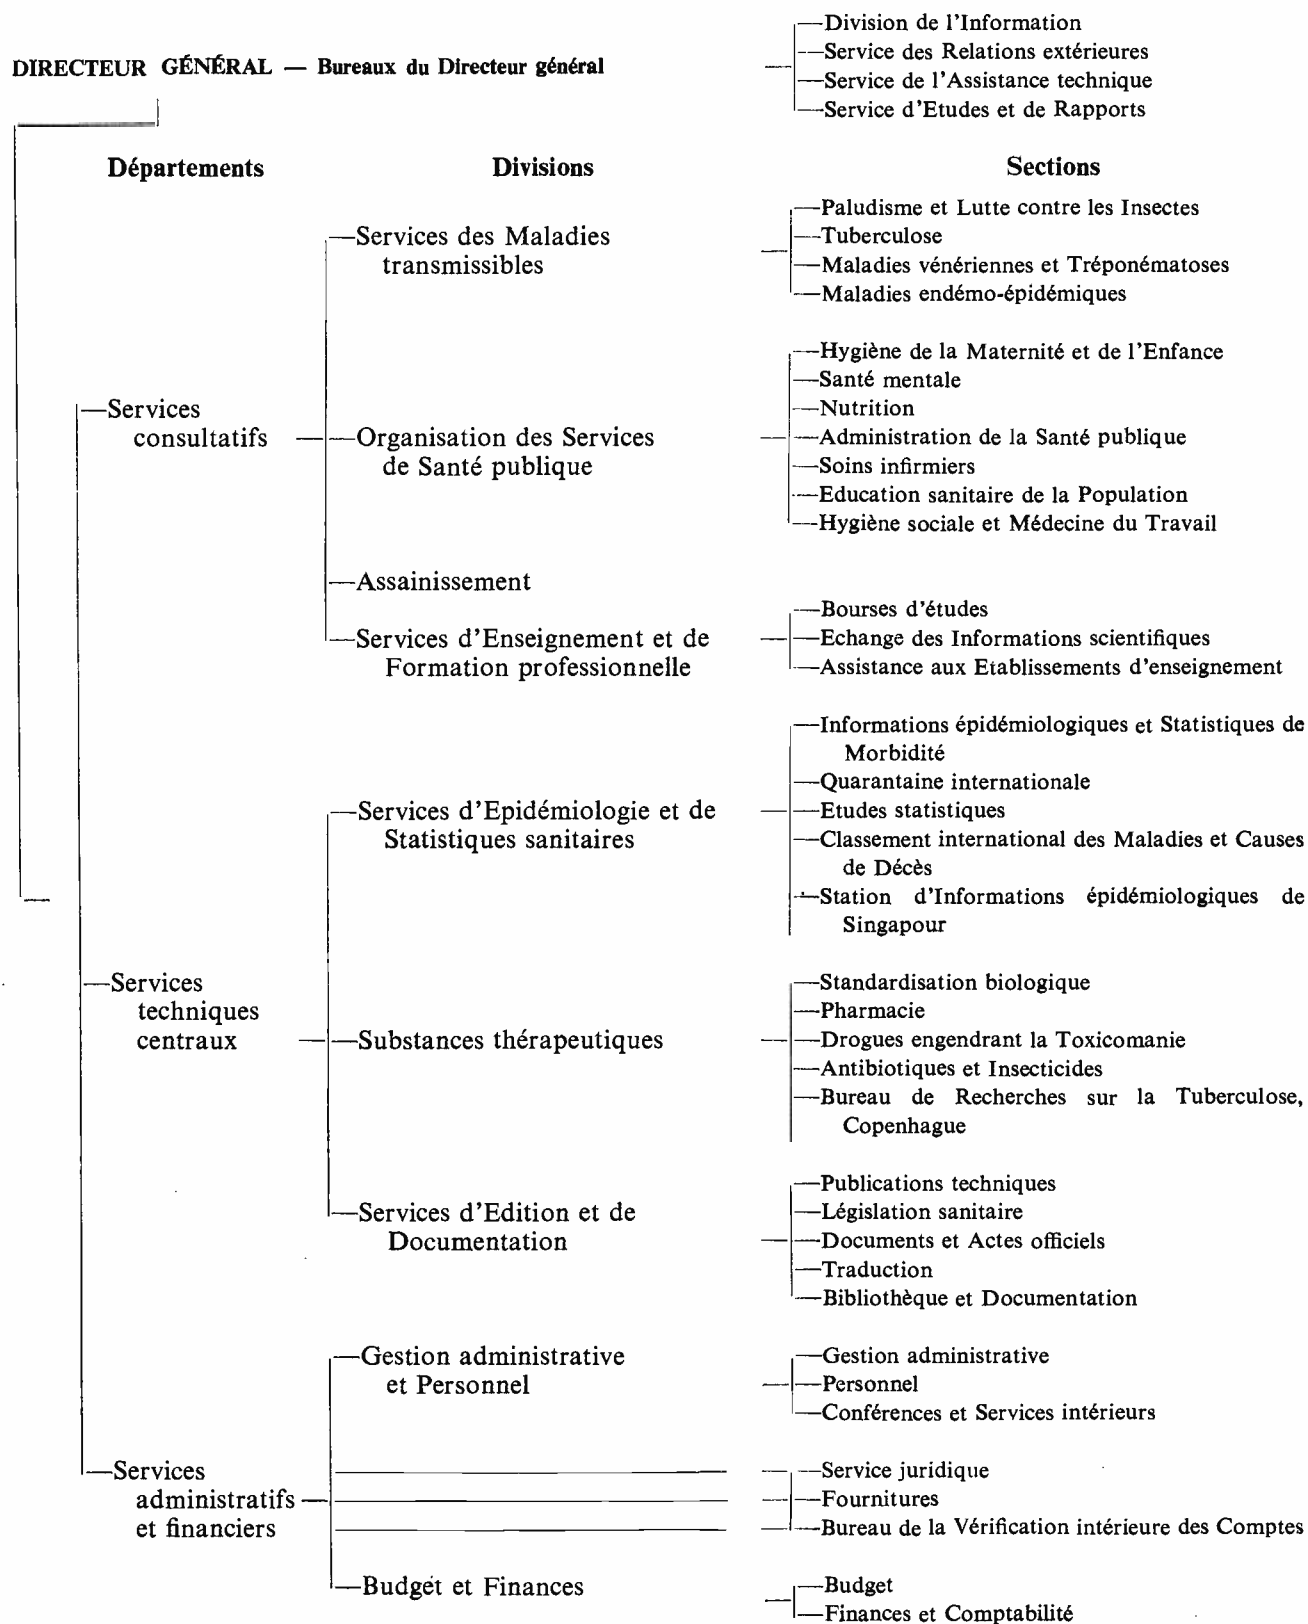 Division de l'Information
DIRECTEUR GÉNÉRAL — Bureaux du Directeur général
Service des Relations extérieures
Service de l'Assistance technique
Service d'Etudes et de Rapports
Départements
Divisions
Sections
Services
consultatifs
Services des Maladies
transmissibles
Paludisme et Lutte contre les Insectes
Tuberculose
Maladies vénériennes et Tréponématoses
Maladies endémo-épidémiques
Organisation des Services
de Santé publique
Hygiène de la Maternité et de l'Enfance
Santé mentale
Nutrition
Administration de la Santé publique
Soins infirmiers
Education sanitaire de la Population
Hygiène sociale et Médecine du Travail
Assainissement
Services d'Enseignement et de
Formation professionnelle
Bourses d'études
Echange des Informations scientifiques
Assistance aux Etablissements d'enseignement
Services
techniques
centraux
Services d'Epidémiologie et de
Statistiques sanitaires
Informations épidémiologiques et Statistiques de
Morbidité
Quarantaine internationale
Etudes statistiques
Classement international des Maladies et Causes
de Décès
Station d'Informations épidémiologiques de
Singapour
Substances thérapeutiques
Standardisation biologique
Pharmacie
Drogues engendrant la Toxicomanie
Antibiotiques et Insecticides
Bureau de Recherches sur la Tuberculose,
Copenhague
Services d'Edition et de
Documentation
Publications techniques
Législation sanitaire
Documents et Actes officiels
Traduction
Bibliothèque et Documentation
Services
administratifs
et financiers
Gestion administrative
et Personnel
Gestion administrative
Personnel
Conférences et Services intérieurs
Service juridique
Fournitures
Bureau de la Vérification intérieure des Comptes
Budget et Finances
Budget
Finances et Comptabilité